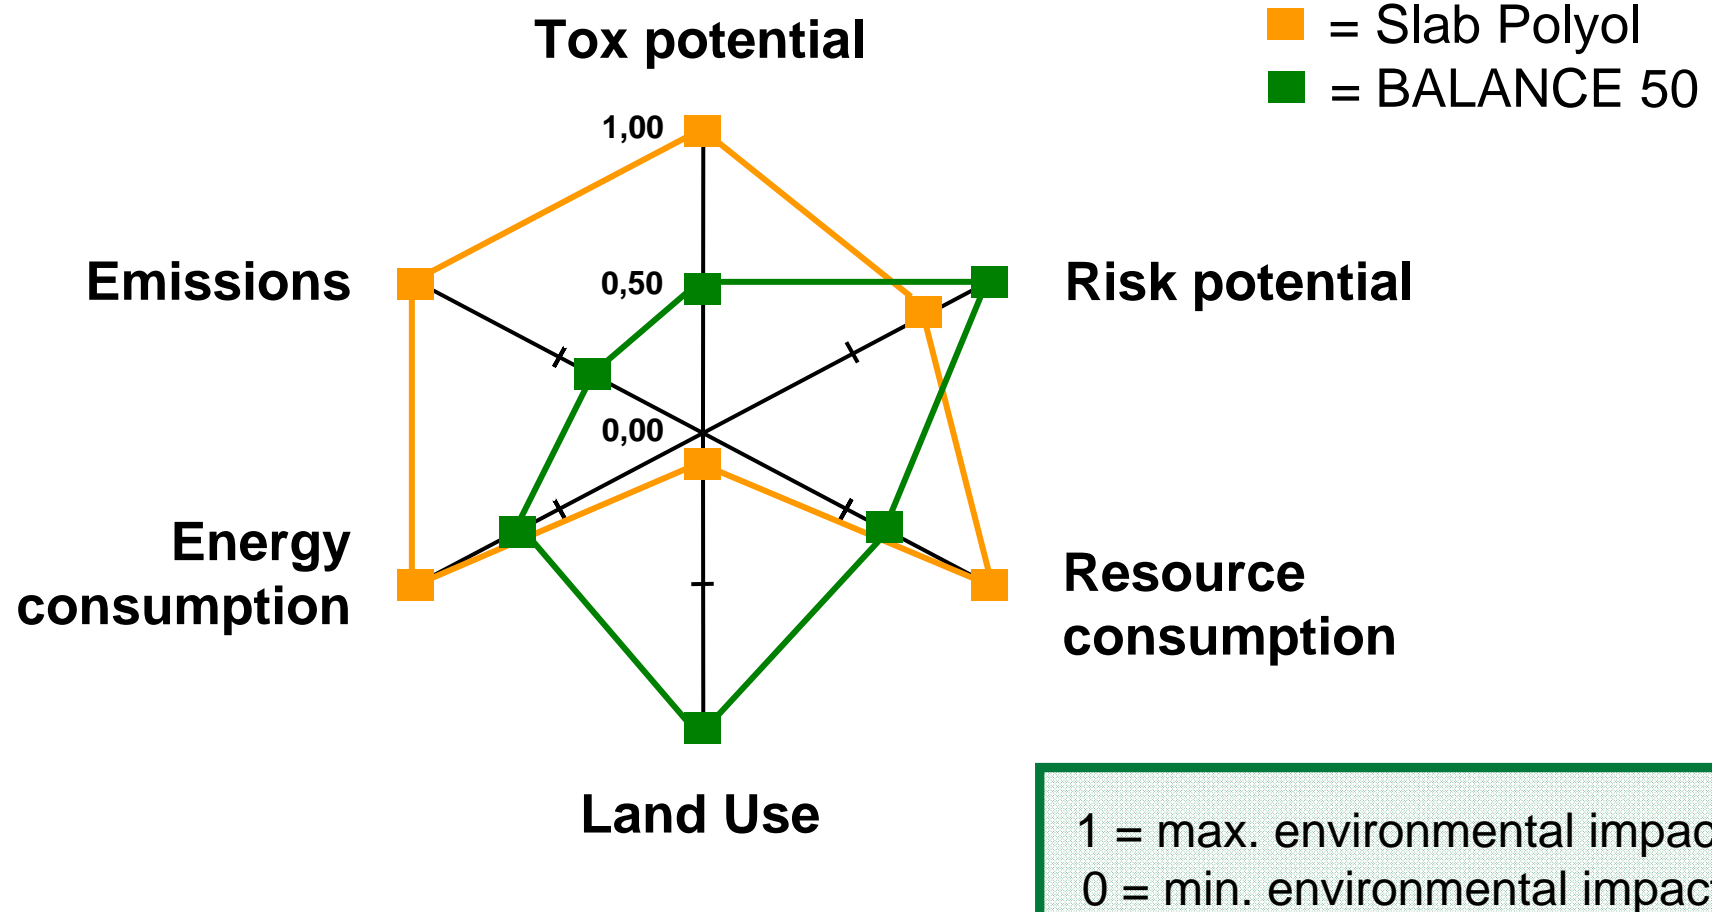 Tox potential
= Slab Polyol
= BALANCE 50
1,00
Emissions
0,50
Risk potential
0,00
Energy
consumption
Resource
consumption
Land Use
1 = max. environmental impac
0 = min. environmental impact